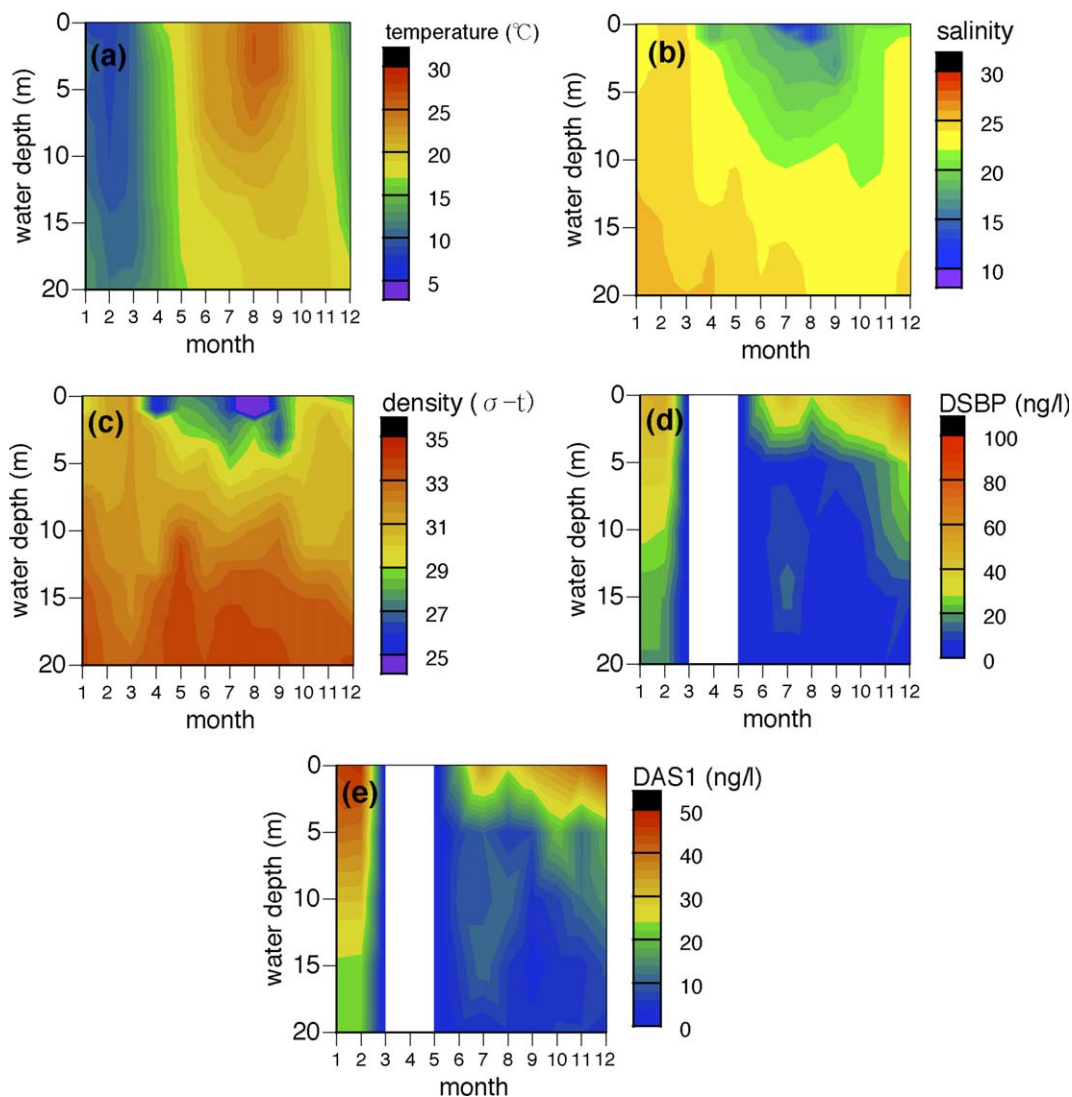 (a)
temperature (℃)
0
5
10
15
20
water depth (m)
1 2 3 4 5 6 7 8 9 10 11 12
month
30
25
20
15
10
5
(b)
salinity
0
5
10
15
20
water depth (m)
1 2 3 4 5 6 7 8 9 10 11 12
month
30
25
20
15
10
(c)
density ( σ-t)
0
5
10
15
20
water depth (m)
1 2 3 4 5 6 7 8 9 10 11 12
month
35
33
31
29
27
25
(d)
DSBP (ng/l)
0
5
10
15
20
water depth (m)
1 2 3 4 5 6 7 8 9 10 11 12
month
100
80
60
40
20
0
(e)
DAS1 (ng/l)
0
5
10
15
20
water depth (m)
1 2 3 4 5 6 7 8 9 10 11 12
month
50
40
30
20
10
0